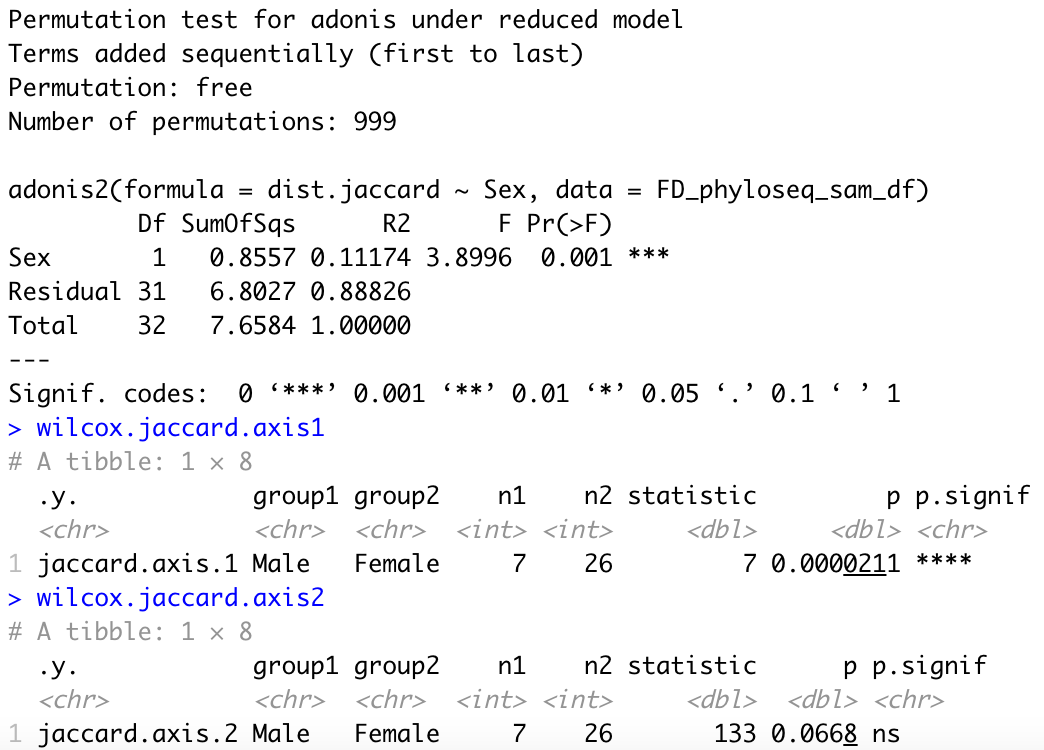 Permutation test for adonis under reduced model
Terms added sequentially (first to last)
Permutation: free
Number of permutations: 999
adonis2(formula = dist.jaccard ~ Sex, data = FD_phyloseq_sam_df)
         Df SumOfSqs      R2      F Pr(>F)
Sex       1   0.8557 0.11174 3.8996  0.001 ***
Residual 31   6.8027 0.88826
Total    32   7.6584 1.00000
---
Signif. codes:  0 ‘***’ 0.001 ‘**’ 0.01 ‘*’ 0.05 ‘.’ 0.1 ‘ ’ 1
> wilcox.jaccard.axis1
# A tibble: 1 × 8
  .y.            group1 group2    n1    n2 statistic         p p.signif
  <chr>          <chr>  <chr>  <int> <int>     <dbl>     <dbl> <chr>
1 jaccard.axis.1 Male   Female     7    26         7 0.0000211 ****
> wilcox.jaccard.axis2
# A tibble: 1 × 8
  .y.            group1 group2    n1    n2 statistic      p p.signif
  <chr>          <chr>  <chr>  <int> <int>     <dbl>  <dbl> <chr>
1 jaccard.axis.2 Male   Female     7    26       133 0.0668 ns